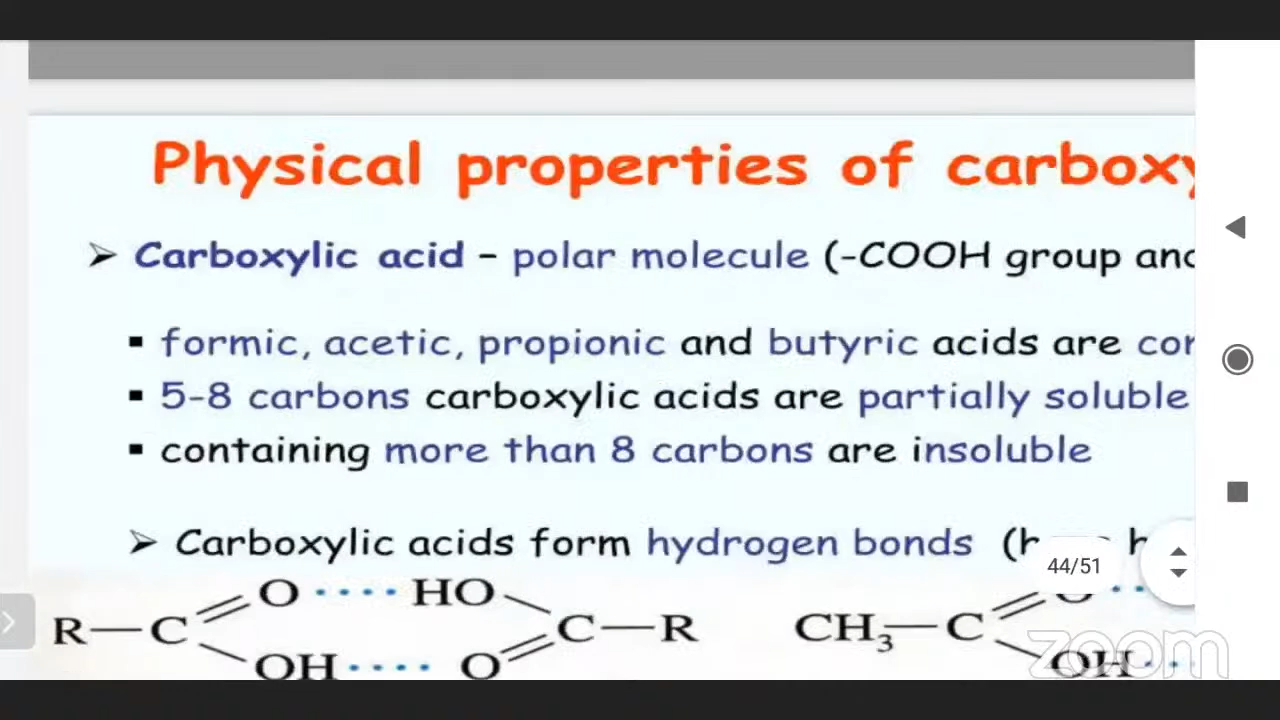 Physical properties of carboxy
➢ Carboxylic acid – polar molecule (-COOH group and
▪ formic, acetic, propionic and butyric acids are con
▪ 5-8 carbons carboxylic acids are partially soluble
▪ containing more than 8 carbons are insoluble
➢ Carboxylic acids form hydrogen bonds (h
44/51
O ···· HO
R—C C—R CH₃—C
OH ···· O OH
zoom